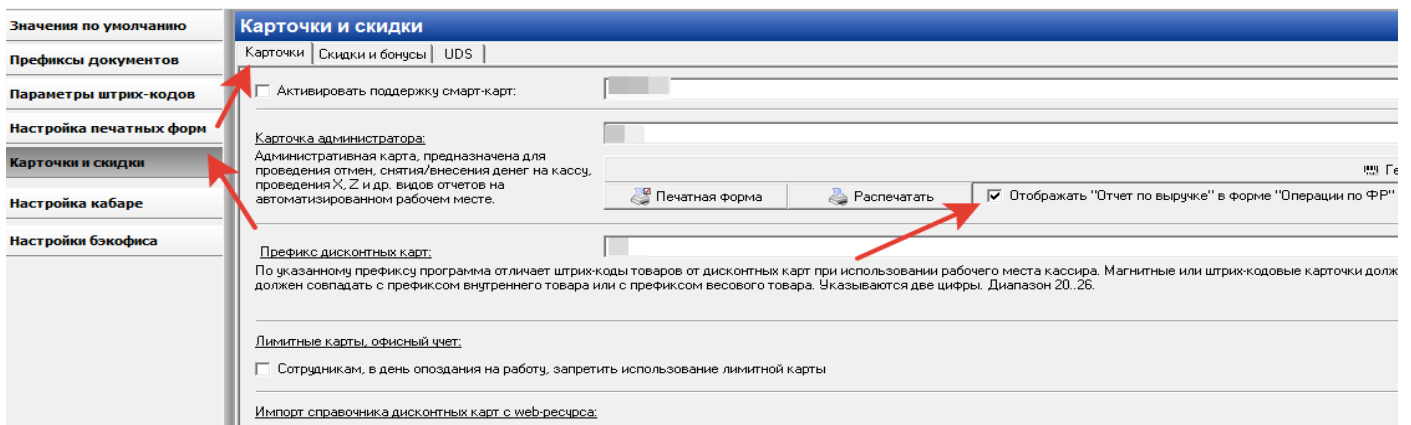 Значения по умолчанию
Префиксы документов
Параметры штрих-кодов
Настройка печатных форм
Карточки и скидки
Настройка кабаре
Настройки бэкофиса
Карточки и скидки
Карточки Скидки и бонусы UDS
Активировать поддержку смарт-карт:
Карточка администратора:
Административная карта, предназначена для
проведения отмен, снятия/внесения денег на кассу,
проведения X, Z и др. видов отчетов на
автоматизированном рабочем месте.
Ге
Печатная форма Распечатать Отображать "Отчет по выручке" в форме "Операции по ФР"
Префикс дисконтных карт:
По указанному префиксу программа отличает штрих-коды товаров от дисконтных карт при использовании рабочего места кассира. Магнитные или штрих-кодовые карточки долж
должен совпадать с префиксом внутреннего товара или с префиксом весового товара. Указываются две цифры. Диапазон 20..26.
Лимитные карты, офисный учет:
Сотрудникам, в день опоздания на работу, запретить использование лимитной карты
Импорт справочника дисконтных карт с web-ресурса: